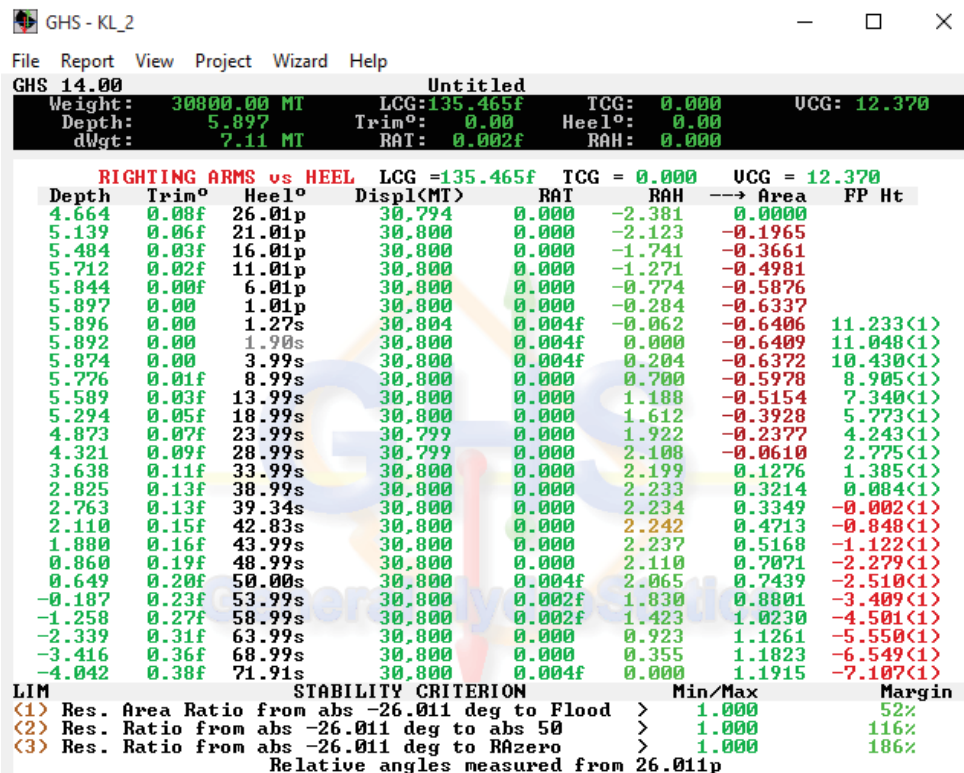 GHS - KL_2
File Report View Project Wizard Help
GHS 14.00 Untitled
Weight: 30800.00 MT LCG:135.465f TCG: 0.000 VCG: 12.370
Depth: 5.897 Trimº: 0.00 Heelº: 0.00
dWgt: 7.11 MT RAT: 0.002f RAH: 0.000
RIGHTING ARMS vs HEEL LCG =135.465f TCG = 0.000 VCG = 12.370
Depth Trimº Heelº Displ(MT) RAT RAH ---> Area FP Ht
4.664 0.08f 26.01p 30,794 0.000 -2.381 0.0000
5.139 0.06f 21.01p 30,800 0.000 -2.123 -0.1965
5.484 0.03f 16.01p 30,800 0.000 -1.741 -0.3661
5.712 0.02f 11.01p 30,800 0.000 -1.271 -0.4981
5.844 0.00f 6.01p 30,800 0.000 -0.774 -0.5876
5.897 0.00 1.01p 30,800 0.000 -0.284 -0.6337
5.896 0.00 1.27s 30,804 0.004f -0.062 -0.6406 11.233(1)
5.892 0.00 1.90s 30,800 0.004f 0.000 -0.6409 11.048(1)
5.874 0.00 3.99s 30,800 0.004f 0.204 -0.6372 10.430(1)
5.776 0.01f 8.99s 30,800 0.000 0.700 -0.5978 8.905(1)
5.589 0.03f 13.99s 30,800 0.000 1.188 -0.5154 7.340(1)
5.294 0.05f 18.99s 30,800 0.000 1.612 -0.3928 5.773(1)
4.873 0.07f 23.99s 30,799 0.000 1.922 -0.2377 4.243(1)
4.321 0.09f 28.99s 30,799 0.000 2.108 -0.0610 2.775(1)
3.638 0.11f 33.99s 30,800 0.000 2.199 0.1276 1.385(1)
2.825 0.13f 38.99s 30,800 0.000 2.233 0.3214 0.084(1)
2.763 0.13f 39.34s 30,800 0.000 2.234 0.3349 -0.002(1)
2.110 0.15f 42.83s 30,800 0.000 2.242 0.4713 -0.848(1)
1.880 0.16f 43.99s 30,800 0.000 2.237 0.5168 -1.122(1)
0.860 0.19f 48.99s 30,800 0.000 2.110 0.7071 -2.279(1)
0.649 0.20f 50.00s 30,800 0.004f 2.065 0.7439 -2.510(1)
-0.187 0.23f 53.99s 30,800 0.002f 1.830 0.8801 -3.409(1)
-1.258 0.27f 58.99s 30,800 0.002f 1.423 1.0230 -4.501(1)
-2.339 0.31f 63.99s 30,800 0.000 0.923 1.1261 -5.550(1)
-3.416 0.36f 68.99s 30,800 0.000 0.355 1.1823 -6.549(1)
-4.042 0.38f 71.91s 30,800 0.004f 0.000 1.1915 -7.107(1)
General HydroStatics
LIM STABILITY CRITERION Min/Max Margin
(1) Res. Area Ratio from abs -26.011 deg to Flood > 1.000 52%
(2) Res. Ratio from abs -26.011 deg to abs 50 > 1.000 116%
(3) Res. Ratio from abs -26.011 deg to RAzero > 1.000 186%
Relative angles measured from 26.011p